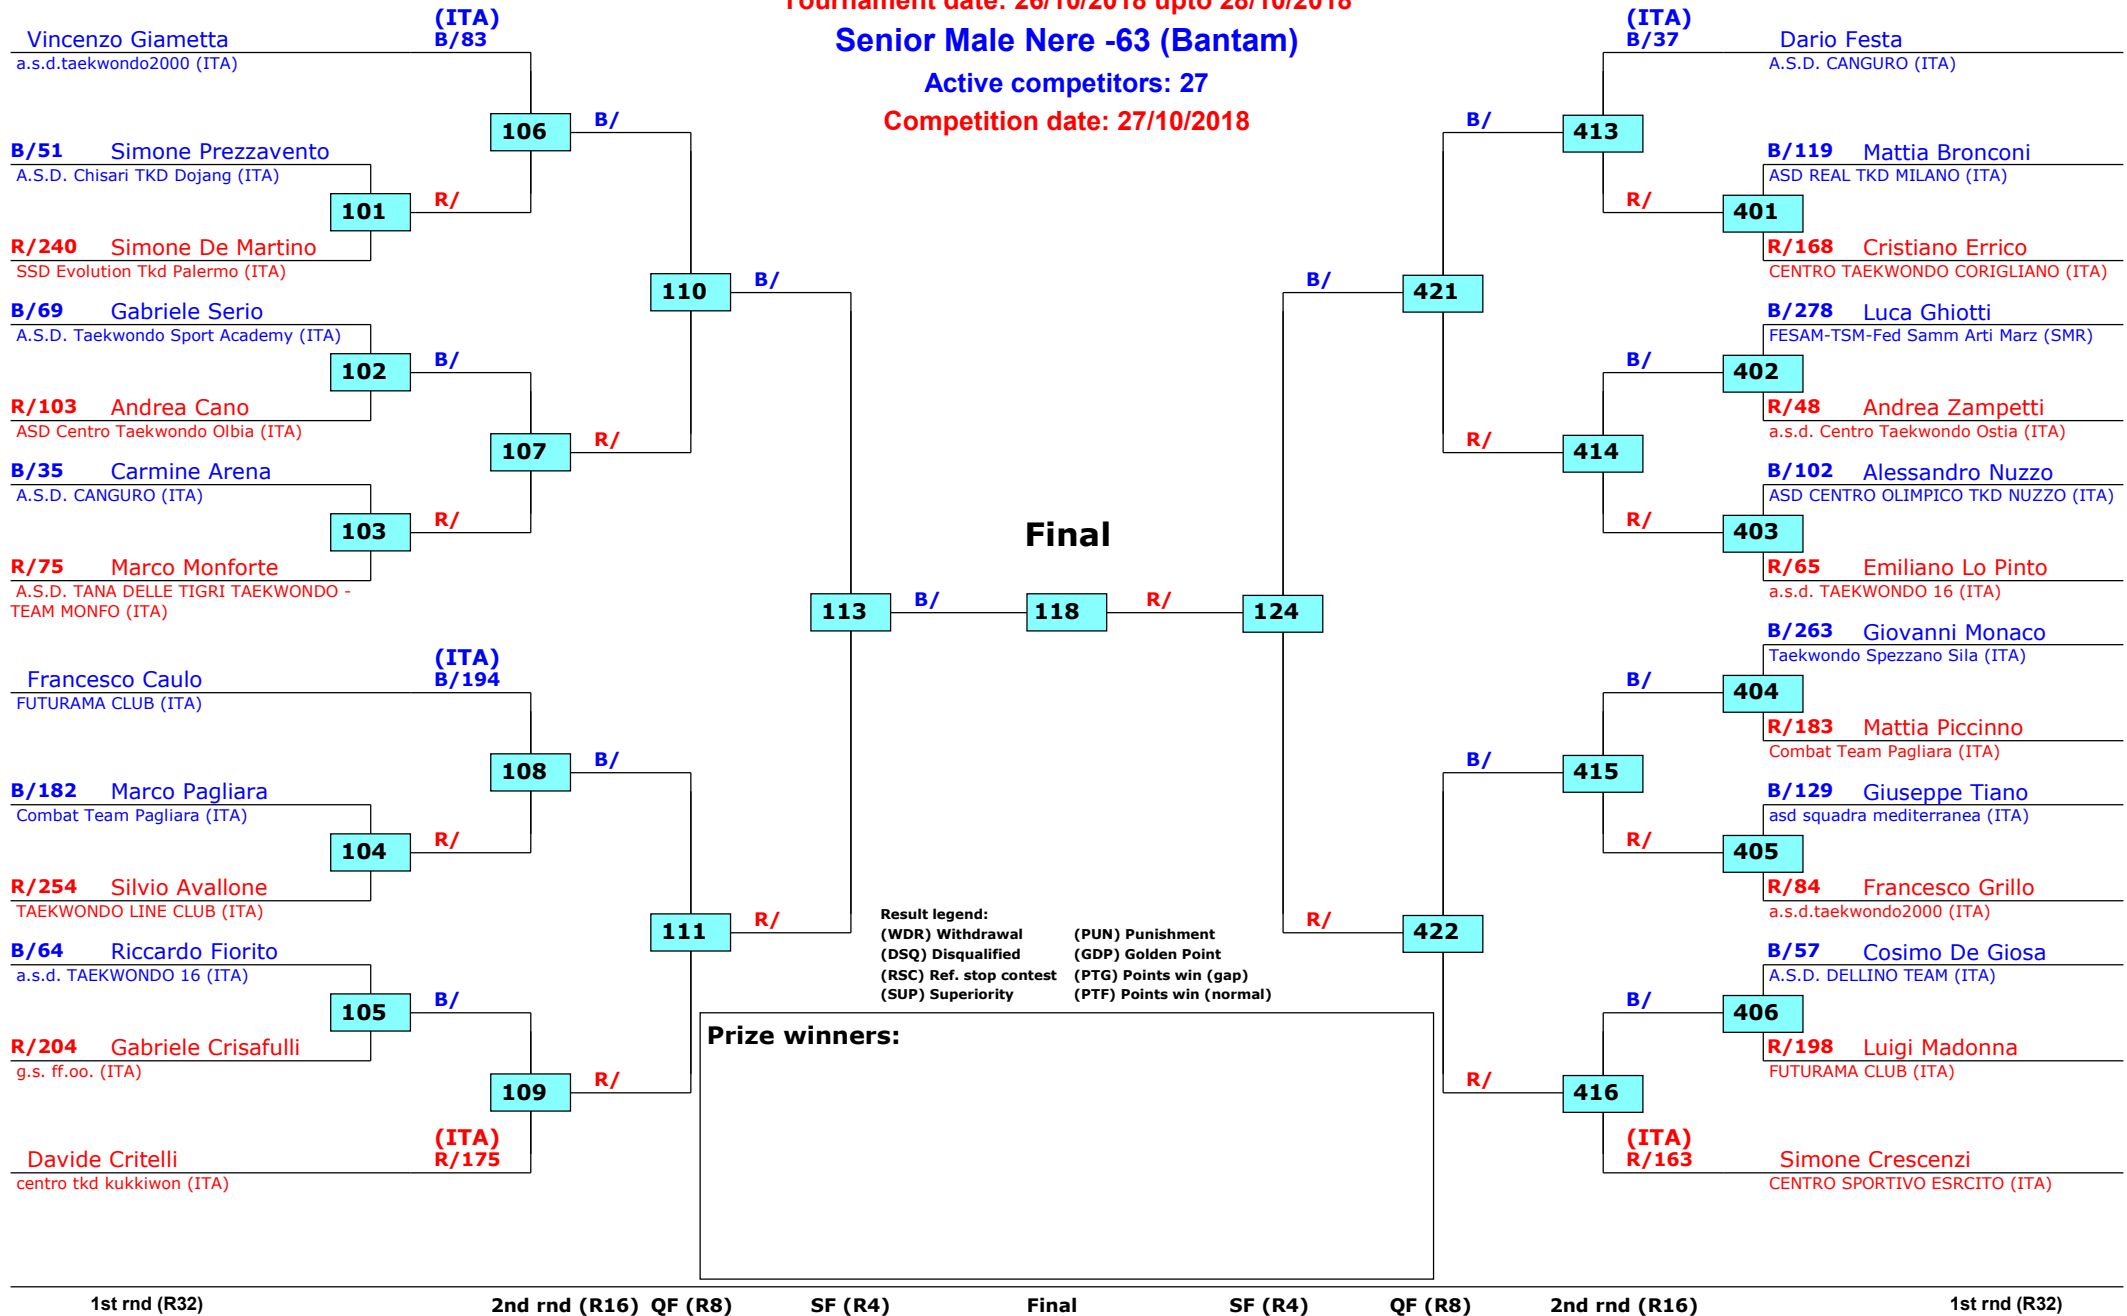 Tournament date: 26/10/2018 upto 28/10/2018
Senior Male Nere -63 (Bantam)
Active competitors: 27
Competition date: 27/10/2018
Vincenzo Giametta
(ITA)
B/83
a.s.d.taekwondo2000 (ITA)
106
B/
B/51 Simone Prezzavento
A.S.D. Chisari TKD Dojang (ITA)
101
R/
R/240 Simone De Martino
SSD Evolution Tkd Palermo (ITA)
110
B/
B/69 Gabriele Serio
A.S.D. Taekwondo Sport Academy (ITA)
102
B/
R/103 Andrea Cano
ASD Centro Taekwondo Olbia (ITA)
107
R/
B/35 Carmine Arena
A.S.D. CANGURO (ITA)
103
R/
R/75 Marco Monforte
A.S.D. TANA DELLE TIGRI TAEKWONDO -
TEAM MONFO (ITA)
113
B/
Francesco Caulo
(ITA)
B/194
FUTURAMA CLUB (ITA)
108
B/
B/182 Marco Pagliara
Combat Team Pagliara (ITA)
104
R/
R/254 Silvio Avallone
TAEKWONDO LINE CLUB (ITA)
111
R/
B/64 Riccardo Fiorito
a.s.d. TAEKWONDO 16 (ITA)
105
B/
R/204 Gabriele Crisafulli
g.s. ff.oo. (ITA)
109
R/
(ITA)
R/175
Davide Critelli
centro tkd kukkiwon (ITA)
Final
118
R/
124
(ITA)
B/37
Dario Festa
A.S.D. CANGURO (ITA)
B/
413
B/119 Mattia Bronconi
ASD REAL TKD MILANO (ITA)
R/
401
R/168 Cristiano Errico
CENTRO TAEKWONDO CORIGLIANO (ITA)
B/
421
B/278 Luca Ghiotti
FESAM-TSM-Fed Samm Arti Marz (SMR)
B/
402
R/48 Andrea Zampetti
a.s.d. Centro Taekwondo Ostia (ITA)
R/
414
B/102 Alessandro Nuzzo
ASD CENTRO OLIMPICO TKD NUZZO (ITA)
R/
403
R/65 Emiliano Lo Pinto
a.s.d. TAEKWONDO 16 (ITA)
B/263 Giovanni Monaco
Taekwondo Spezzano Sila (ITA)
B/
404
R/183 Mattia Piccinno
Combat Team Pagliara (ITA)
B/
415
B/129 Giuseppe Tiano
asd squadra mediterranea (ITA)
R/
405
R/84 Francesco Grillo
a.s.d.taekwondo2000 (ITA)
R/
422
B/57 Cosimo De Giosa
A.S.D. DELLINO TEAM (ITA)
B/
406
R/198 Luigi Madonna
FUTURAMA CLUB (ITA)
R/
416
(ITA)
R/163
Simone Crescenzi
CENTRO SPORTIVO ESRCITO (ITA)
Result legend:
(WDR) Withdrawal (PUN) Punishment
(DSQ) Disqualified (GDP) Golden Point
(RSC) Ref. stop contest (PTG) Points win (gap)
(SUP) Superiority (PTF) Points win (normal)
Prize winners:
1st rnd (R32) 2nd rnd (R16) QF (R8) SF (R4) Final SF (R4) QF (R8) 2nd rnd (R16) 1st rnd (R32)